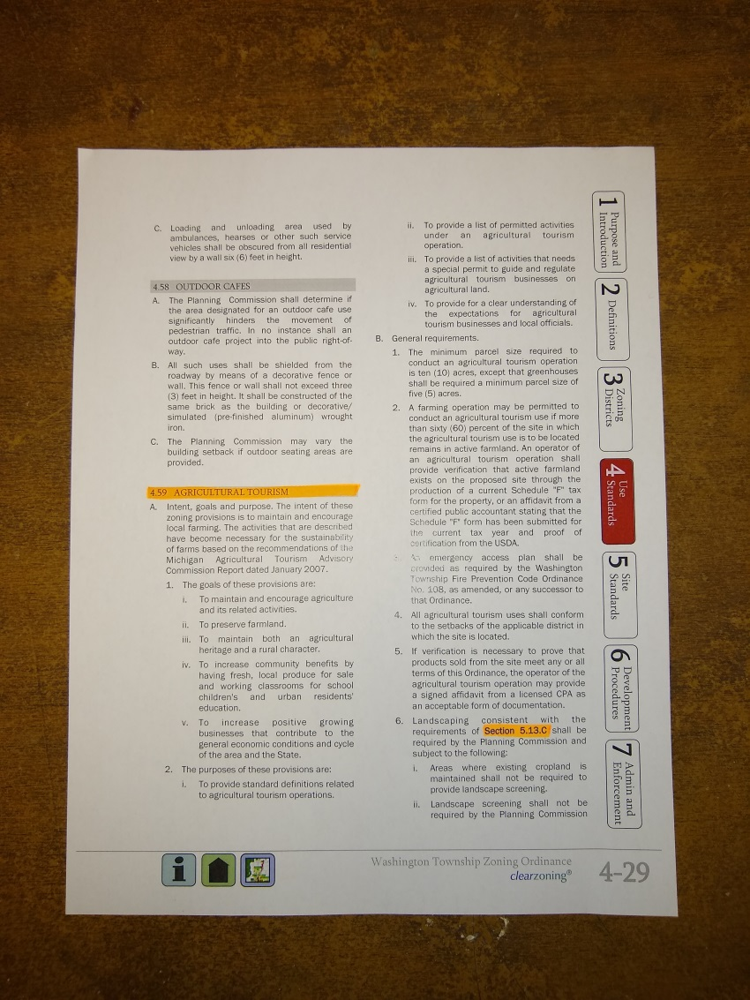 C. Loading and unloading area used by
ambulances, hearses or other such service
vehicles shall be obscured from all residential
view by a wall six (6) feet in height.
4.58 OUTDOOR CAFES
A. The Planning Commission shall determine if
the area designated for an outdoor cafe use
significantly hinders the movement of
pedestrian traffic. In no instance shall an
outdoor cafe project into the public right-of-
way.
B. All such uses shall be shielded from the
roadway by means of a decorative fence or
wall. This fence or wall shall not exceed three
(3) feet in height. It shall be constructed of the
same brick as the building or decorative/
simulated (pre-finished aluminum) wrought
iron.
C. The Planning Commission may vary the
building setback if outdoor seating areas are
provided.
4.59 AGRICULTURAL TOURISM
A. Intent, goals and purpose. The intent of these
zoning provisions is to maintain and encourage
local farming. The activities that are described
have become necessary for the sustainability
of farms based on the recommendations of the
Michigan Agricultural Tourism Advisory
Commission Report dated January 2007.
1. The goals of these provisions are:
i. To maintain and encourage agriculture
and its related activities.
ii. To preserve farmland.
iii. To maintain both an agricultural
heritage and a rural character.
iv. To increase community benefits by
having fresh, local produce for sale
and working classrooms for school
children's and urban residents'
education.
v. To increase positive growing
businesses that contribute to the
general economic conditions and cycle
of the area and the State.
2. The purposes of these provisions are:
i. To provide standard definitions related
to agricultural tourism operations.
ii. To provide a list of permitted activities
under an agricultural tourism
operation.
iii. To provide a list of activities that needs
a special permit to guide and regulate
agricultural tourism businesses on
agricultural land.
iv. To provide for a clear understanding of
the expectations for agricultural
tourism businesses and local officials.
B. General requirements.
1. The minimum parcel size required to
conduct an agricultural tourism operation
is ten (10) acres, except that greenhouses
shall be required a minimum parcel size of
five (5) acres.
2. A farming operation may be permitted to
conduct an agricultural tourism use if more
than sixty (60) percent of the site in which
the agricultural tourism use is to be located
remains in active farmland. An operator of
an agricultural tourism operation shall
provide verification that active farmland
exists on the proposed site through the
production of a current Schedule "F" tax
form for the property, or an affidavit from a
certified public accountant stating that the
Schedule "F" form has been submitted for
the current tax year and proof of
certification from the USDA.
An emergency access plan shall be
provided as required by the Washington
Township Fire Prevention Code Ordinance
No. 108, as amended, or any successor to
that Ordinance.
4. All agricultural tourism uses shall conform
to the setbacks of the applicable district in
which the site is located.
5. If verification is necessary to prove that
products sold from the site meet any or all
terms of this Ordinance, the operator of the
agricultural tourism operation may provide
a signed affidavit from a licensed CPA as
an acceptable form of documentation.
6. Landscaping consistent with the
requirements of Section 5.13.C shall be
required by the Planning Commission and
subject to the following:
i. Areas where existing cropland is
maintained shall not be required to
provide landscape screening.
ii. Landscape screening shall not be
required by the Planning Commission
1 Purpose and
Introduction
2 Definitions
3 Zoning
Districts
4 Use
Standards
5 Site
Standards
6 Development
Procedures
7 Admin and
Enforcement
i
Washington Township Zoning Ordinance
clearzoning®
4-29